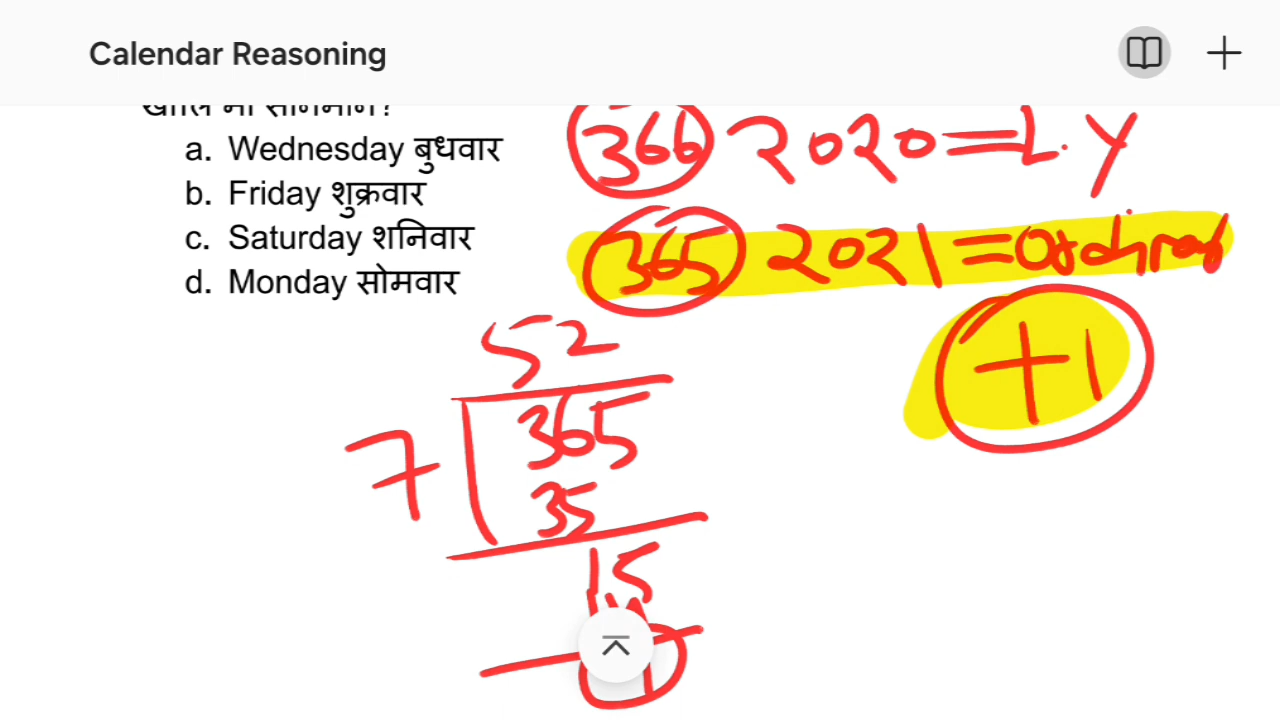 Calendar Reasoning
a. Wednesday बुधवार
b. Friday शुक्रवार
c. Saturday शनिवार
d. Monday सोमवार
366 2020=L.Y
365 2021=
+1
52
7 365
35
15
1